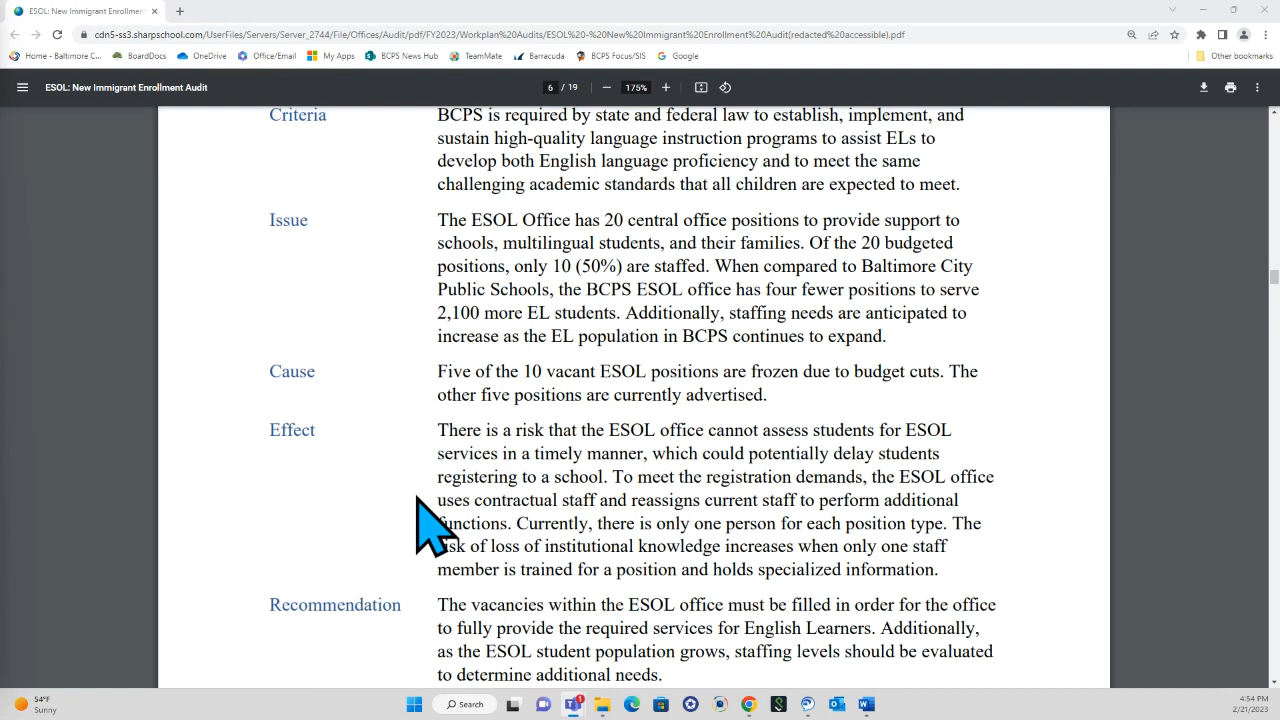 ESOL: New Immigrant Enrollment
cdn5-ss3.sharpschool.com/UserFiles/Servers/Server_2744/File/Offices/Audit/pdf/FY2023/Workplan%20Audits/ESOL%20-%20New%20Immigrant%20Enrollment%20Audit(redacted%20accessible).pdf
Home - Baltimore C... BoardDocs OneDrive Office/Email My Apps BCPS News Hub TeamMate Barracuda BCPS Focus/SIS Google Other bookmarks
ESOL: New Immigrant Enrollment Audit 6 / 19 175%
Criteria BCPS is required by state and federal law to establish, implement, and
sustain high-quality language instruction programs to assist ELs to
develop both English language proficiency and to meet the same
challenging academic standards that all children are expected to meet.
Issue The ESOL Office has 20 central office positions to provide support to
schools, multilingual students, and their families. Of the 20 budgeted
positions, only 10 (50%) are staffed. When compared to Baltimore City
Public Schools, the BCPS ESOL office has four fewer positions to serve
2,100 more EL students. Additionally, staffing needs are anticipated to
increase as the EL population in BCPS continues to expand.
Cause Five of the 10 vacant ESOL positions are frozen due to budget cuts. The
other five positions are currently advertised.
Effect There is a risk that the ESOL office cannot assess students for ESOL
services in a timely manner, which could potentially delay students
registering to a school. To meet the registration demands, the ESOL office
uses contractual staff and reassigns current staff to perform additional
functions. Currently, there is only one person for each position type. The
risk of loss of institutional knowledge increases when only one staff
member is trained for a position and holds specialized information.
Recommendation The vacancies within the ESOL office must be filled in order for the office
to fully provide the required services for English Learners. Additionally,
as the ESOL student population grows, staffing levels should be evaluated
to determine additional needs.
54°F
Sunny
Search
1
4:54 PM
2/21/2023